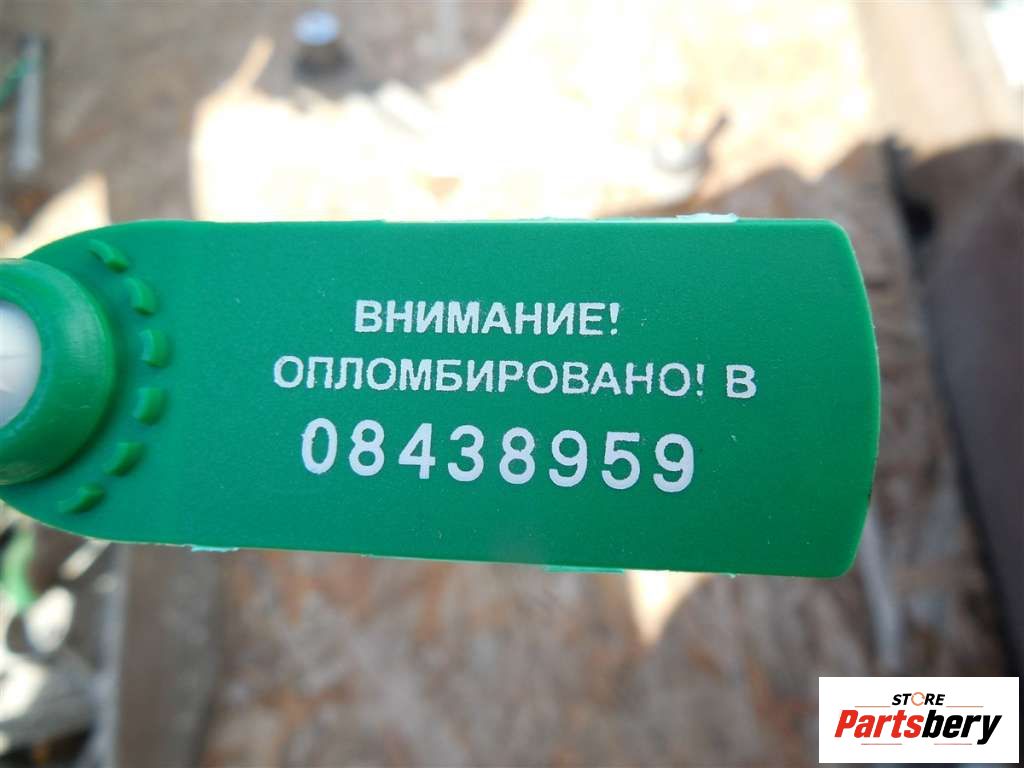 ВНИМАНИЕ!
ОПЛОМБИРОВАНО! В
08438959
STORE
Partsbery